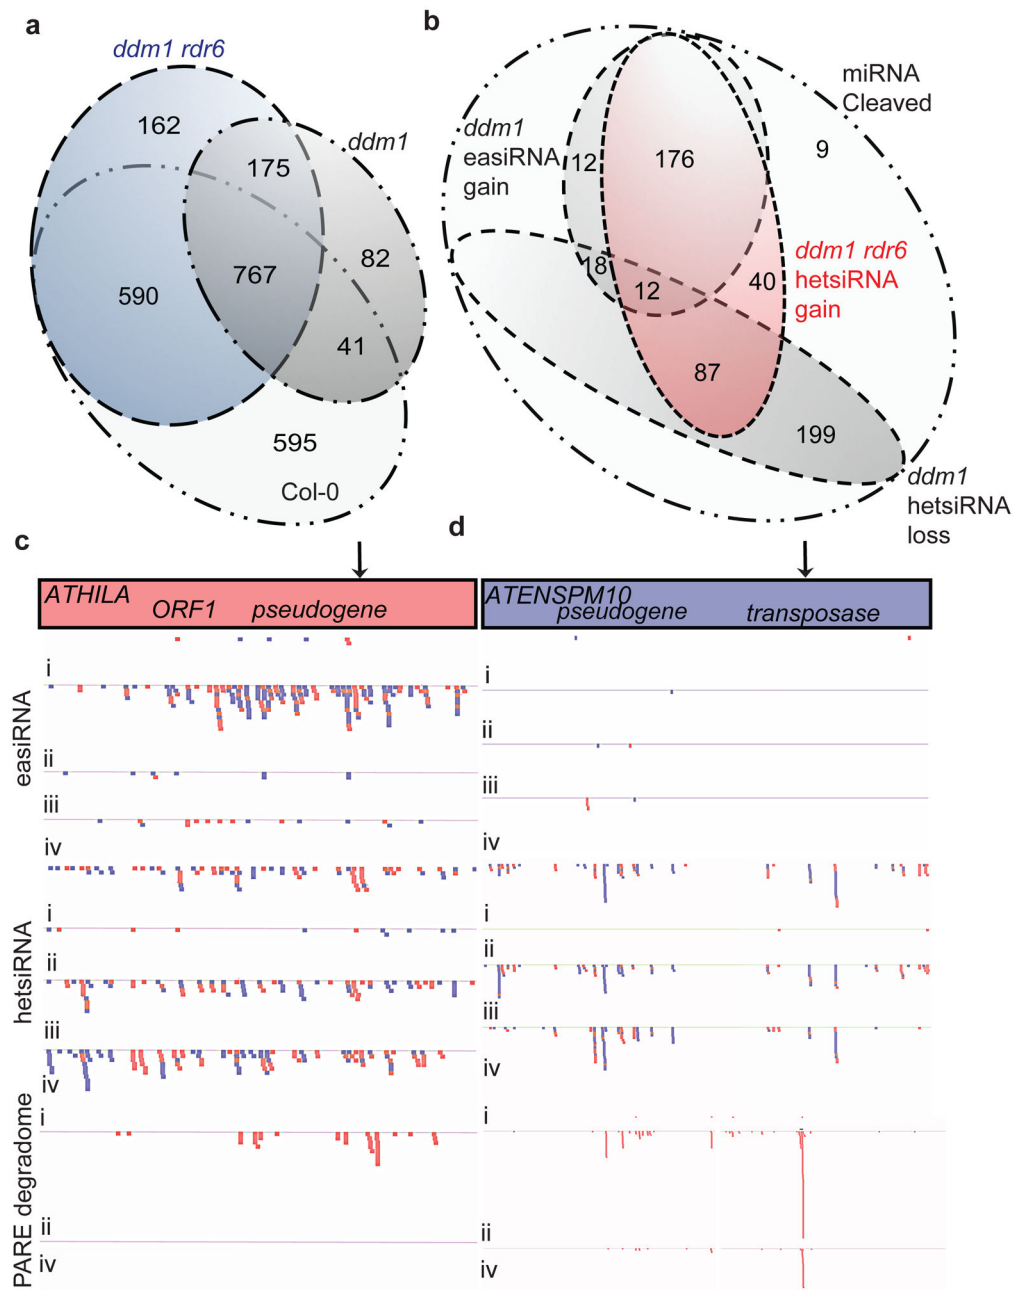 a
ddm1 rdr6
162
ddm1
175
82
767
590
41
595
Col-0
b
miRNA
Cleaved
ddm1
easiRNA
gain
12
176
9
ddm1 rdr6
hetsiRNA
gain
18
12
40
87
199
ddm1
hetsiRNA
loss
c
ATHILA
ORF1 pseudogene
easiRNA
i
ii
iii
iv
hetsiRNA
i
ii
iii
iv
PARE degradome
i
ii
iv
d
ATENSPM10
pseudogene transposase
i
ii
iii
iv
i
ii
iii
iv
i
ii
iv